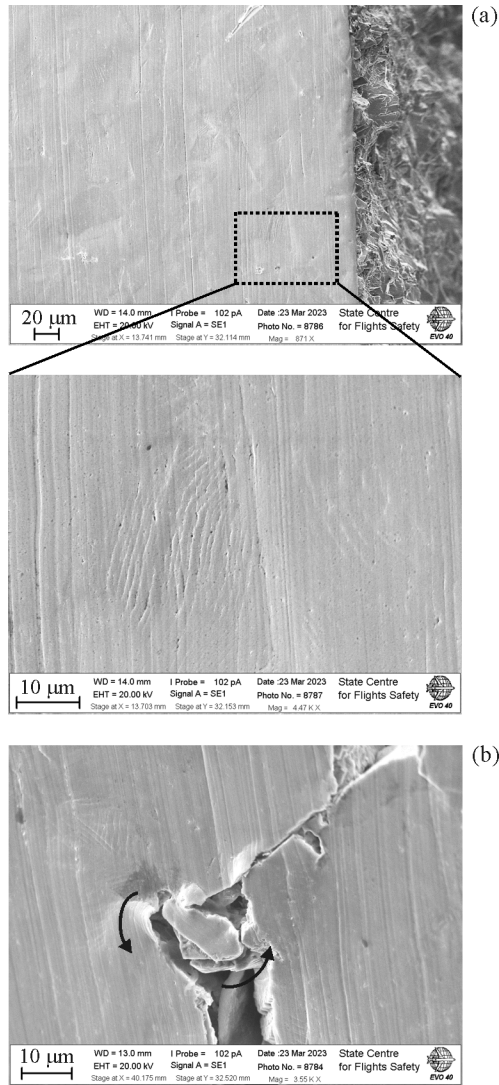 (a)
20 μm
WD = 14.0 mm I Probe = 102 pA Date :23 Mar 2023 State Centre
EHT = 20.00 kV Signal A = SE1 Photo No. = 8786 for Flights Safety
Stage at X = 13.741 mm Stage at Y = 32.114 mm Mag = 871 X EVO 40
10 μm
WD = 14.0 mm I Probe = 102 pA Date :23 Mar 2023 State Centre
EHT = 20.00 kV Signal A = SE1 Photo No. = 8787 for Flights Safety
Stage at X = 13.703 mm Stage at Y = 32.153 mm Mag = 4.47 K X EVO 40
(b)
10 μm
WD = 13.0 mm I Probe = 102 pA Date :23 Mar 2023 State Centre
EHT = 20.00 kV Signal A = SE1 Photo No. = 8784 for Flights Safety
Stage at X = 40.175 mm Stage at Y = 32.520 mm Mag = 3.55 K X EVO 40